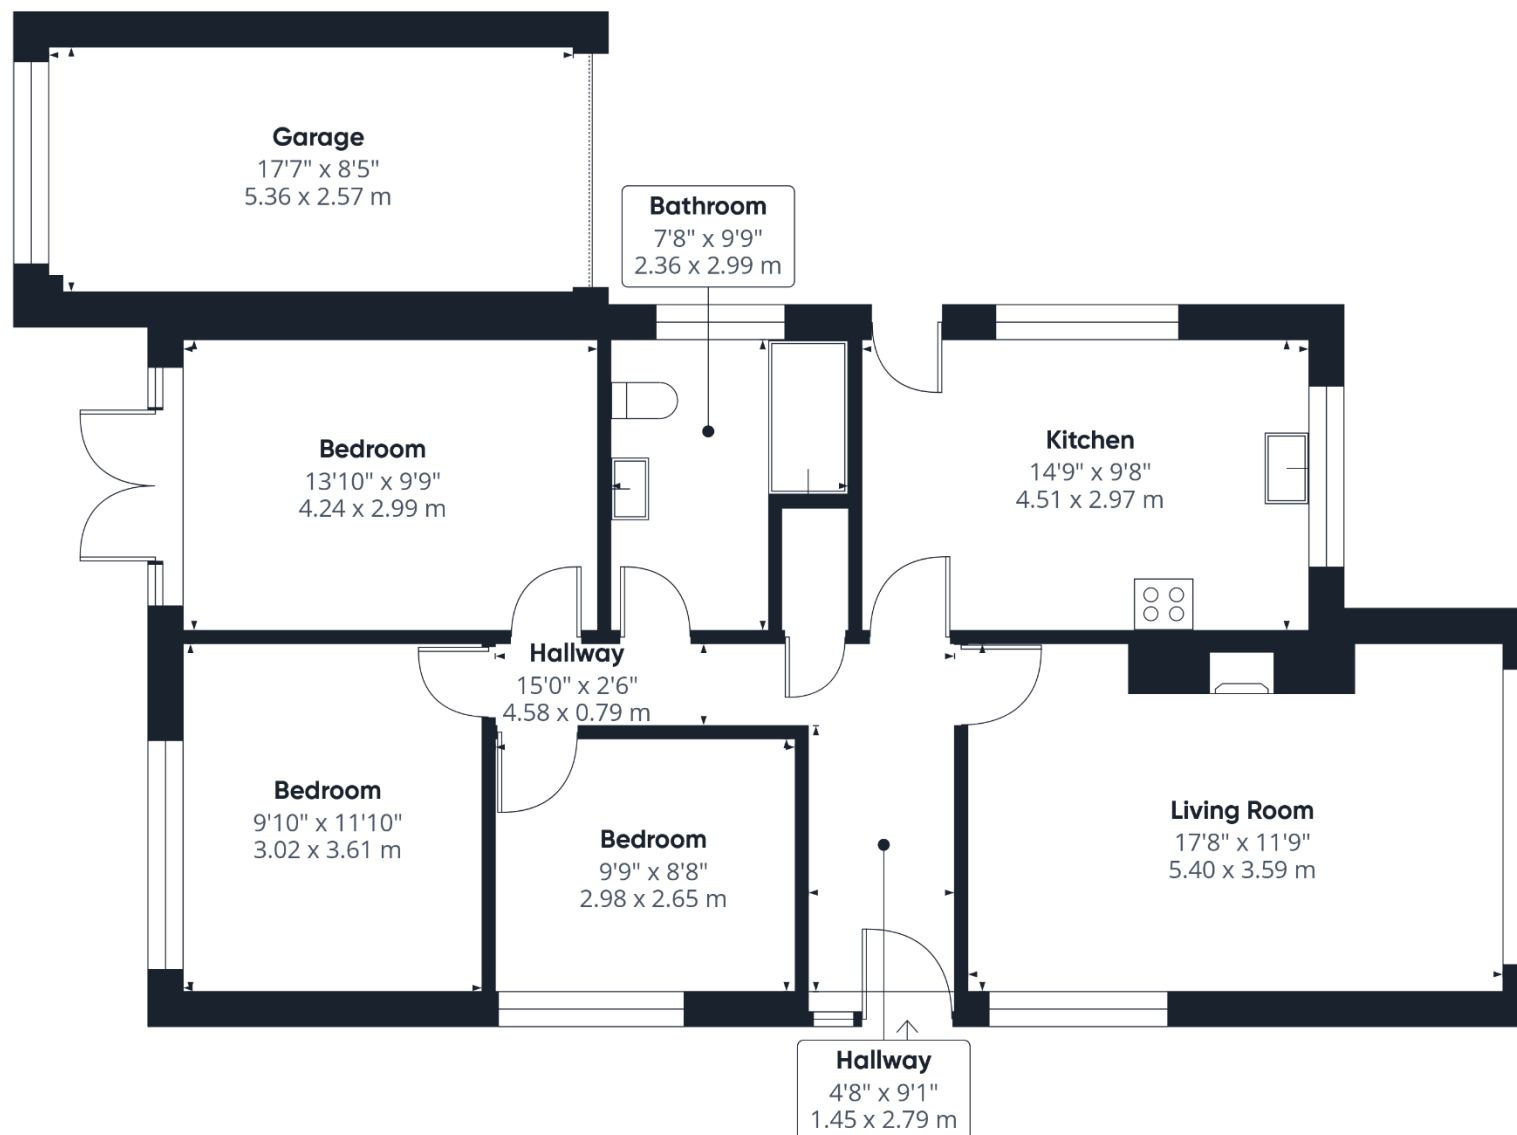 Garage
17'7" x 8'5"
5.36 x 2.57 m
Bathroom
7'8" x 9'9"
2.36 x 2.99 m
Bedroom
13'10" x 9'9"
4.24 x 2.99 m
Kitchen
14'9" x 9'8"
4.51 x 2.97 m
Hallway
15'0" x 2'6"
4.58 x 0.79 m
Bedroom
9'10" x 11'10"
3.02 x 3.61 m
Bedroom
9'9" x 8'8"
2.98 x 2.65 m
Living Room
17'8" x 11'9"
5.40 x 3.59 m
Hallway
4'8" x 9'1"
1.45 x 2.79 m